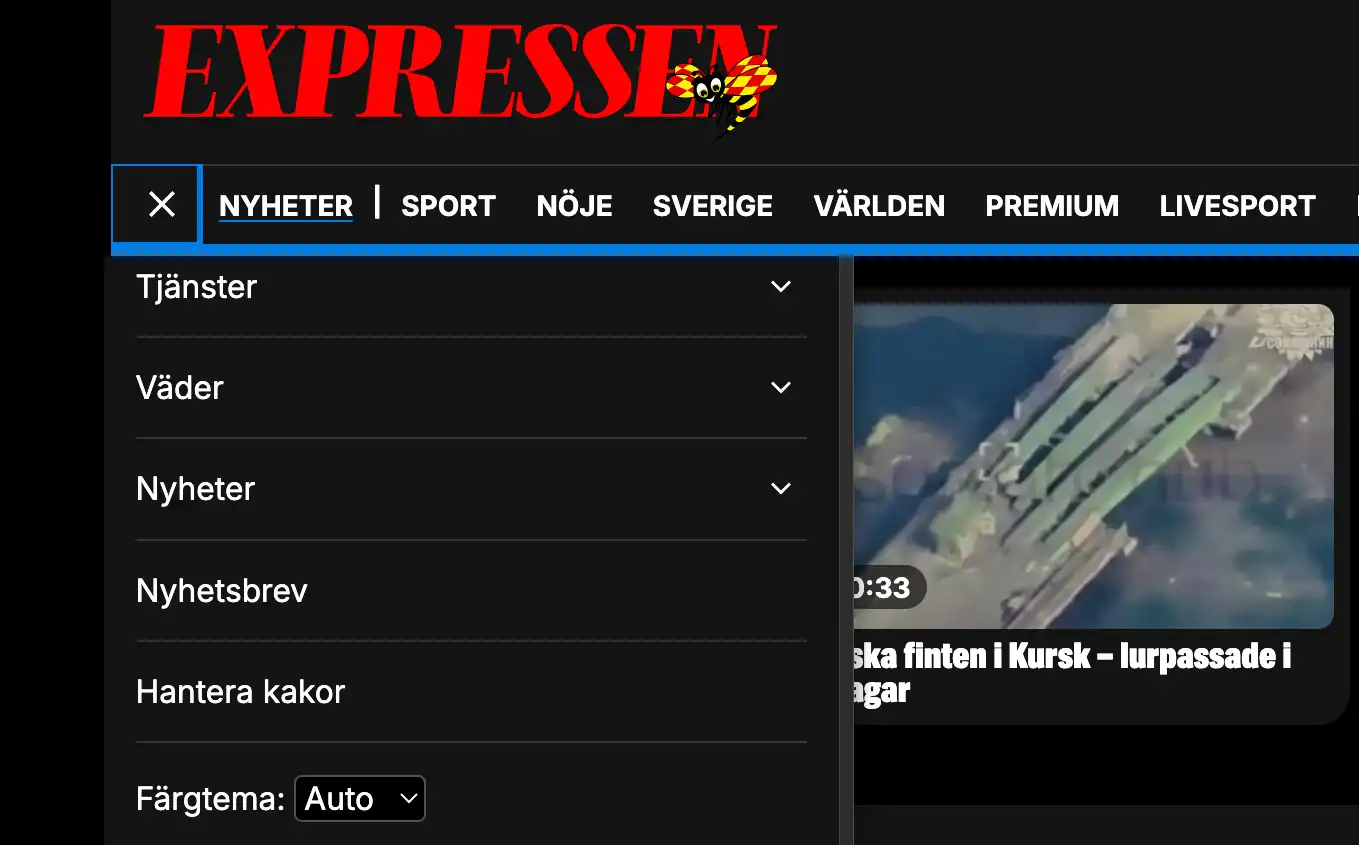 EXPRESSEN
NYHETER | SPORT NÖJE SVERIGE VÄRLDEN PREMIUM LIVESPORT
Tjänster
Väder
Nyheter
Nyhetsbrev
Hantera kakor
Färgtema: Auto
0:33
ska finten i Kursk – lurpassade i
agar